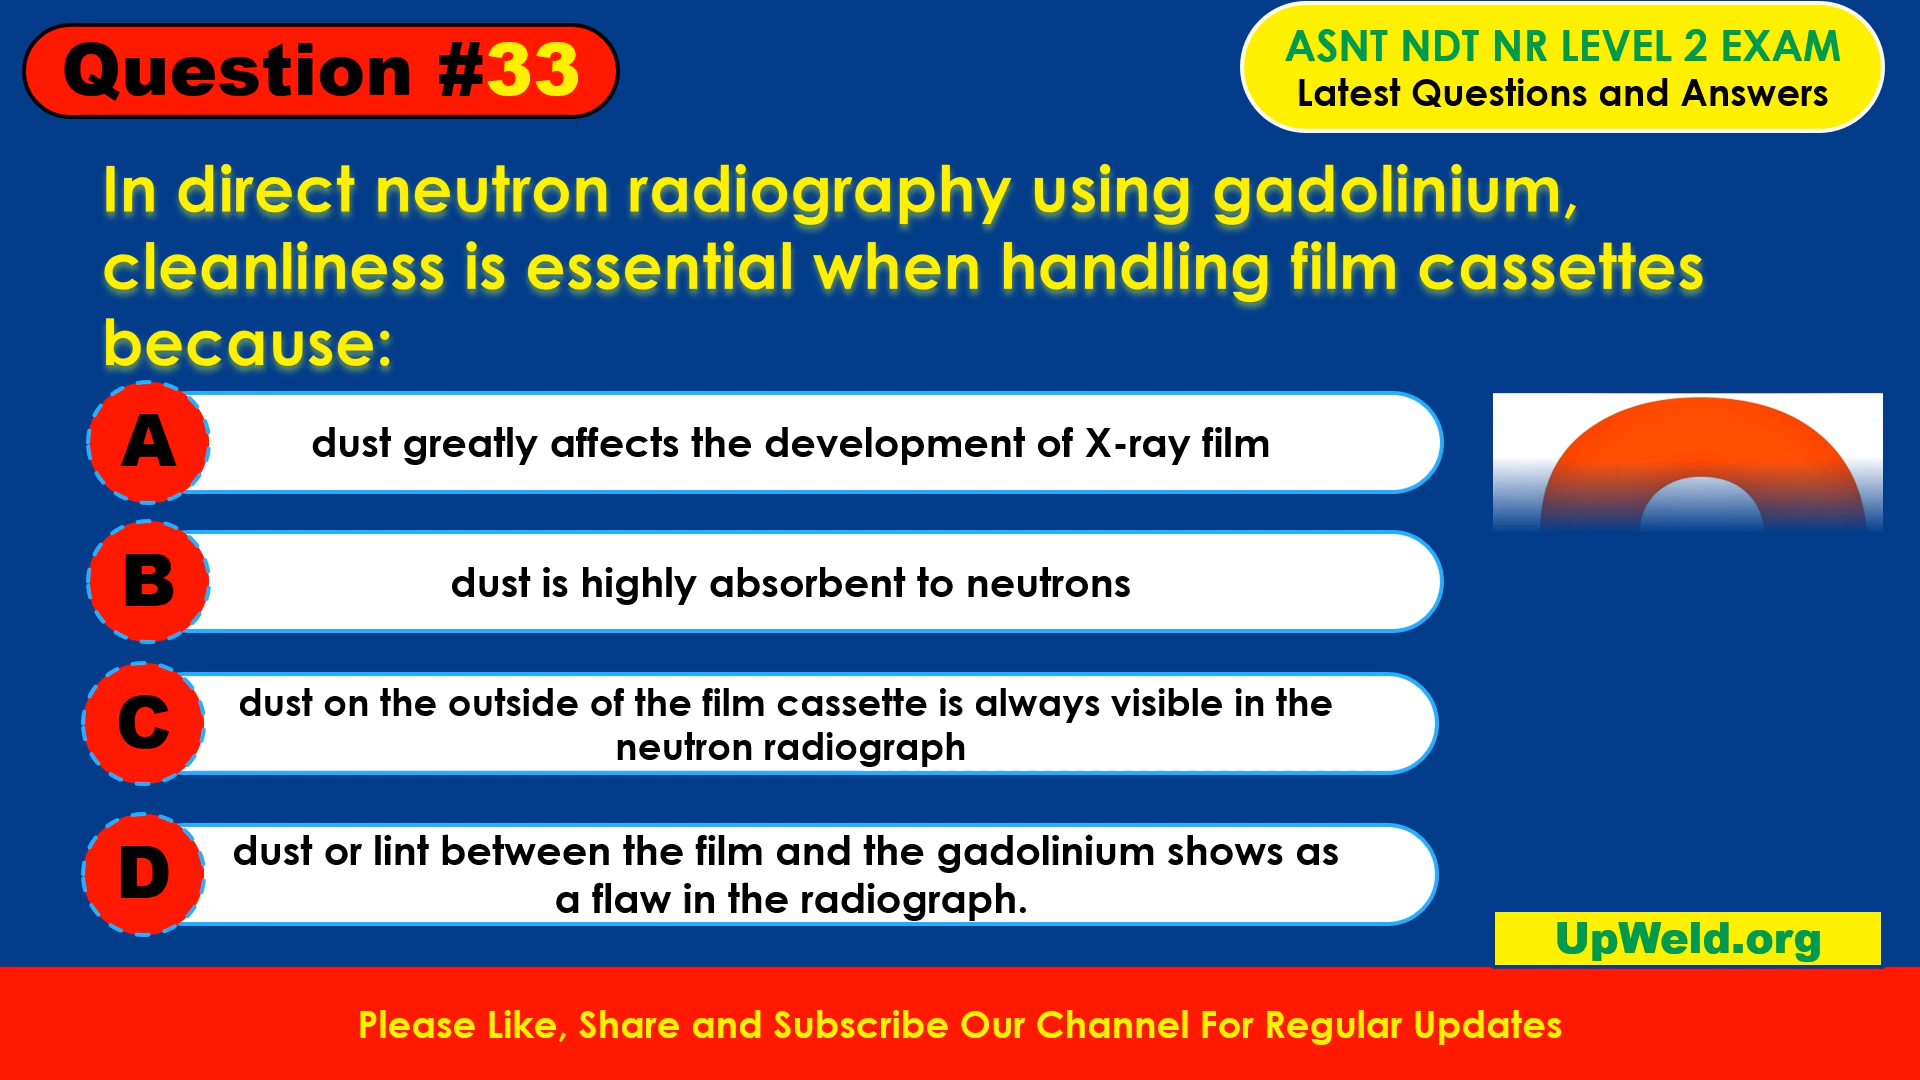 Question #33
ASNT NDT NR LEVEL 2 EXAM
Latest Questions and Answers
In direct neutron radiography using gadolinium,
cleanliness is essential when handling film cassettes
because:
A
dust greatly affects the development of X-ray film
B
dust is highly absorbent to neutrons
C
dust on the outside of the film cassette is always visible in the
neutron radiograph
D
dust or lint between the film and the gadolinium shows as
a flaw in the radiograph.
UpWeld.org
Please Like, Share and Subscribe Our Channel For Regular Updates